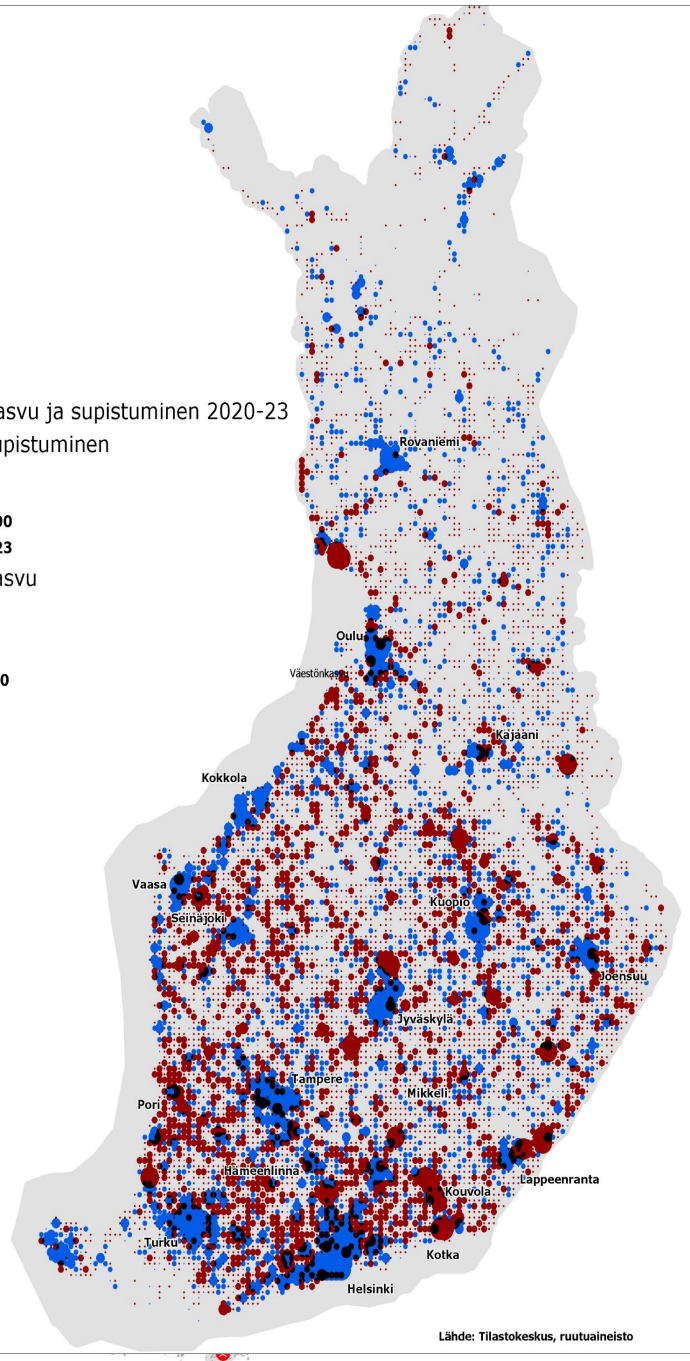 asvu ja supistuminen 2020-23
upistuminen
00
23
asvu
0
Rovaniemi
Oulu
Väestönkasvu
Kajaani
Kokkola
Vaasa
Kuopio
Seinäjoki
Joensuu
Jyväskylä
Tampere
Mikkeli
Pori
Hämeenlinna
Lappeenranta
Kouvola
Turku
Kotka
Helsinki
Lähde: Tilastokeskus, ruutuaineisto